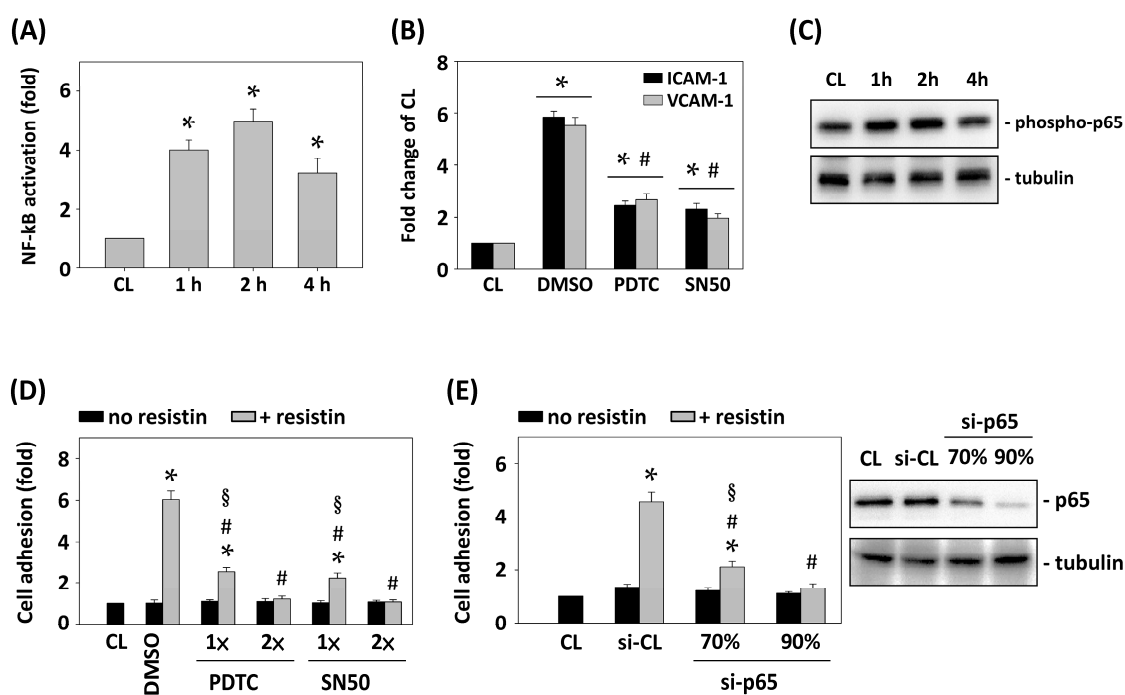 (A)
NF-kB activation (fold)
6
4
2
0
* * *
CL 1 h 2 h 4 h
(B)
Fold change of CL
8
6
4
2
0
ICAM-1
VCAM-1
*
* #
* #
CL DMSO PDTC SN50
(C)
CL 1h 2h 4h
- phospho-p65
- tubulin
(D)
no resistin + resistin
Cell adhesion (fold)
8
6
4
2
0
*
§
#
*
#
§
#
*
#
CL DMSO 1x 2x 1x 2x
PDTC SN50
(E)
no resistin + resistin
Cell adhesion (fold)
6
4
2
0
*
§
#
*
#
CL si-CL 70% 90%
si-p65
si-p65
CL si-CL 70% 90%
- p65
- tubulin